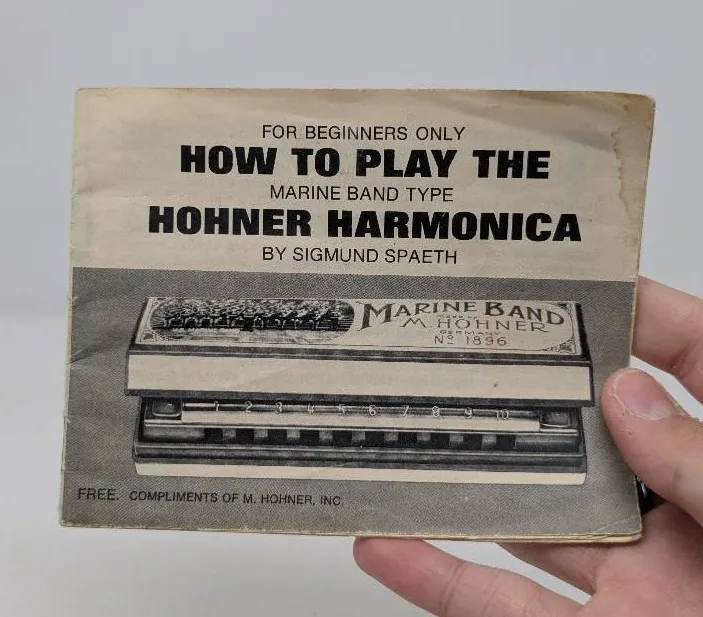 FOR BEGINNERS ONLY
HOW TO PLAY THE
MARINE BAND TYPE
HOHNER HARMONICA
BY SIGMUND SPAETH
MARINE BAND
M. HOHNER
GERMANY
Nº 1896
1 2 3 4 5 6 7 8 9 10
FREE. COMPLIMENTS OF M. HOHNER, INC.